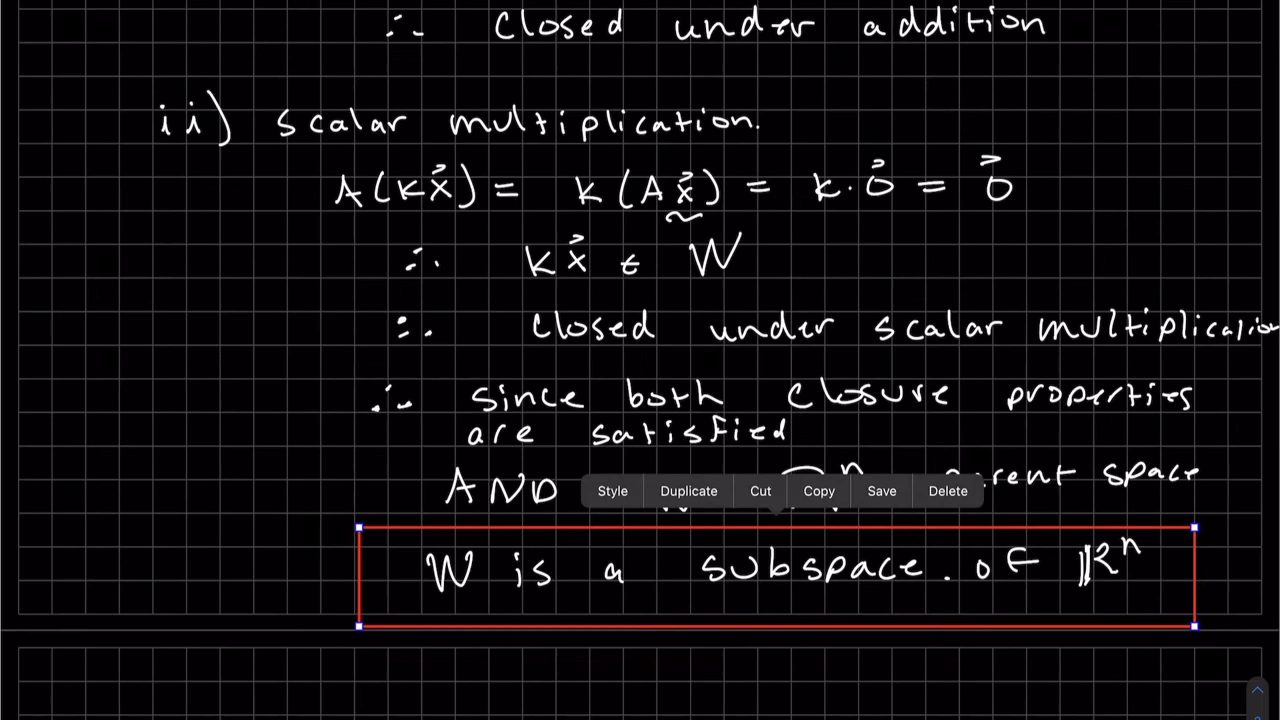 ∴ closed under addition
ii) scalar multiplication.
A(kx⃗) = k(Ax⃗) = k·0⃗ = 0⃗
∴ kx⃗ ∈ W
∴ closed under scalar multiplication
∴ since both closure properties
are satisfied
AND space
Style Duplicate Cut Copy Save Delete
W is a subspace. of ℝⁿ